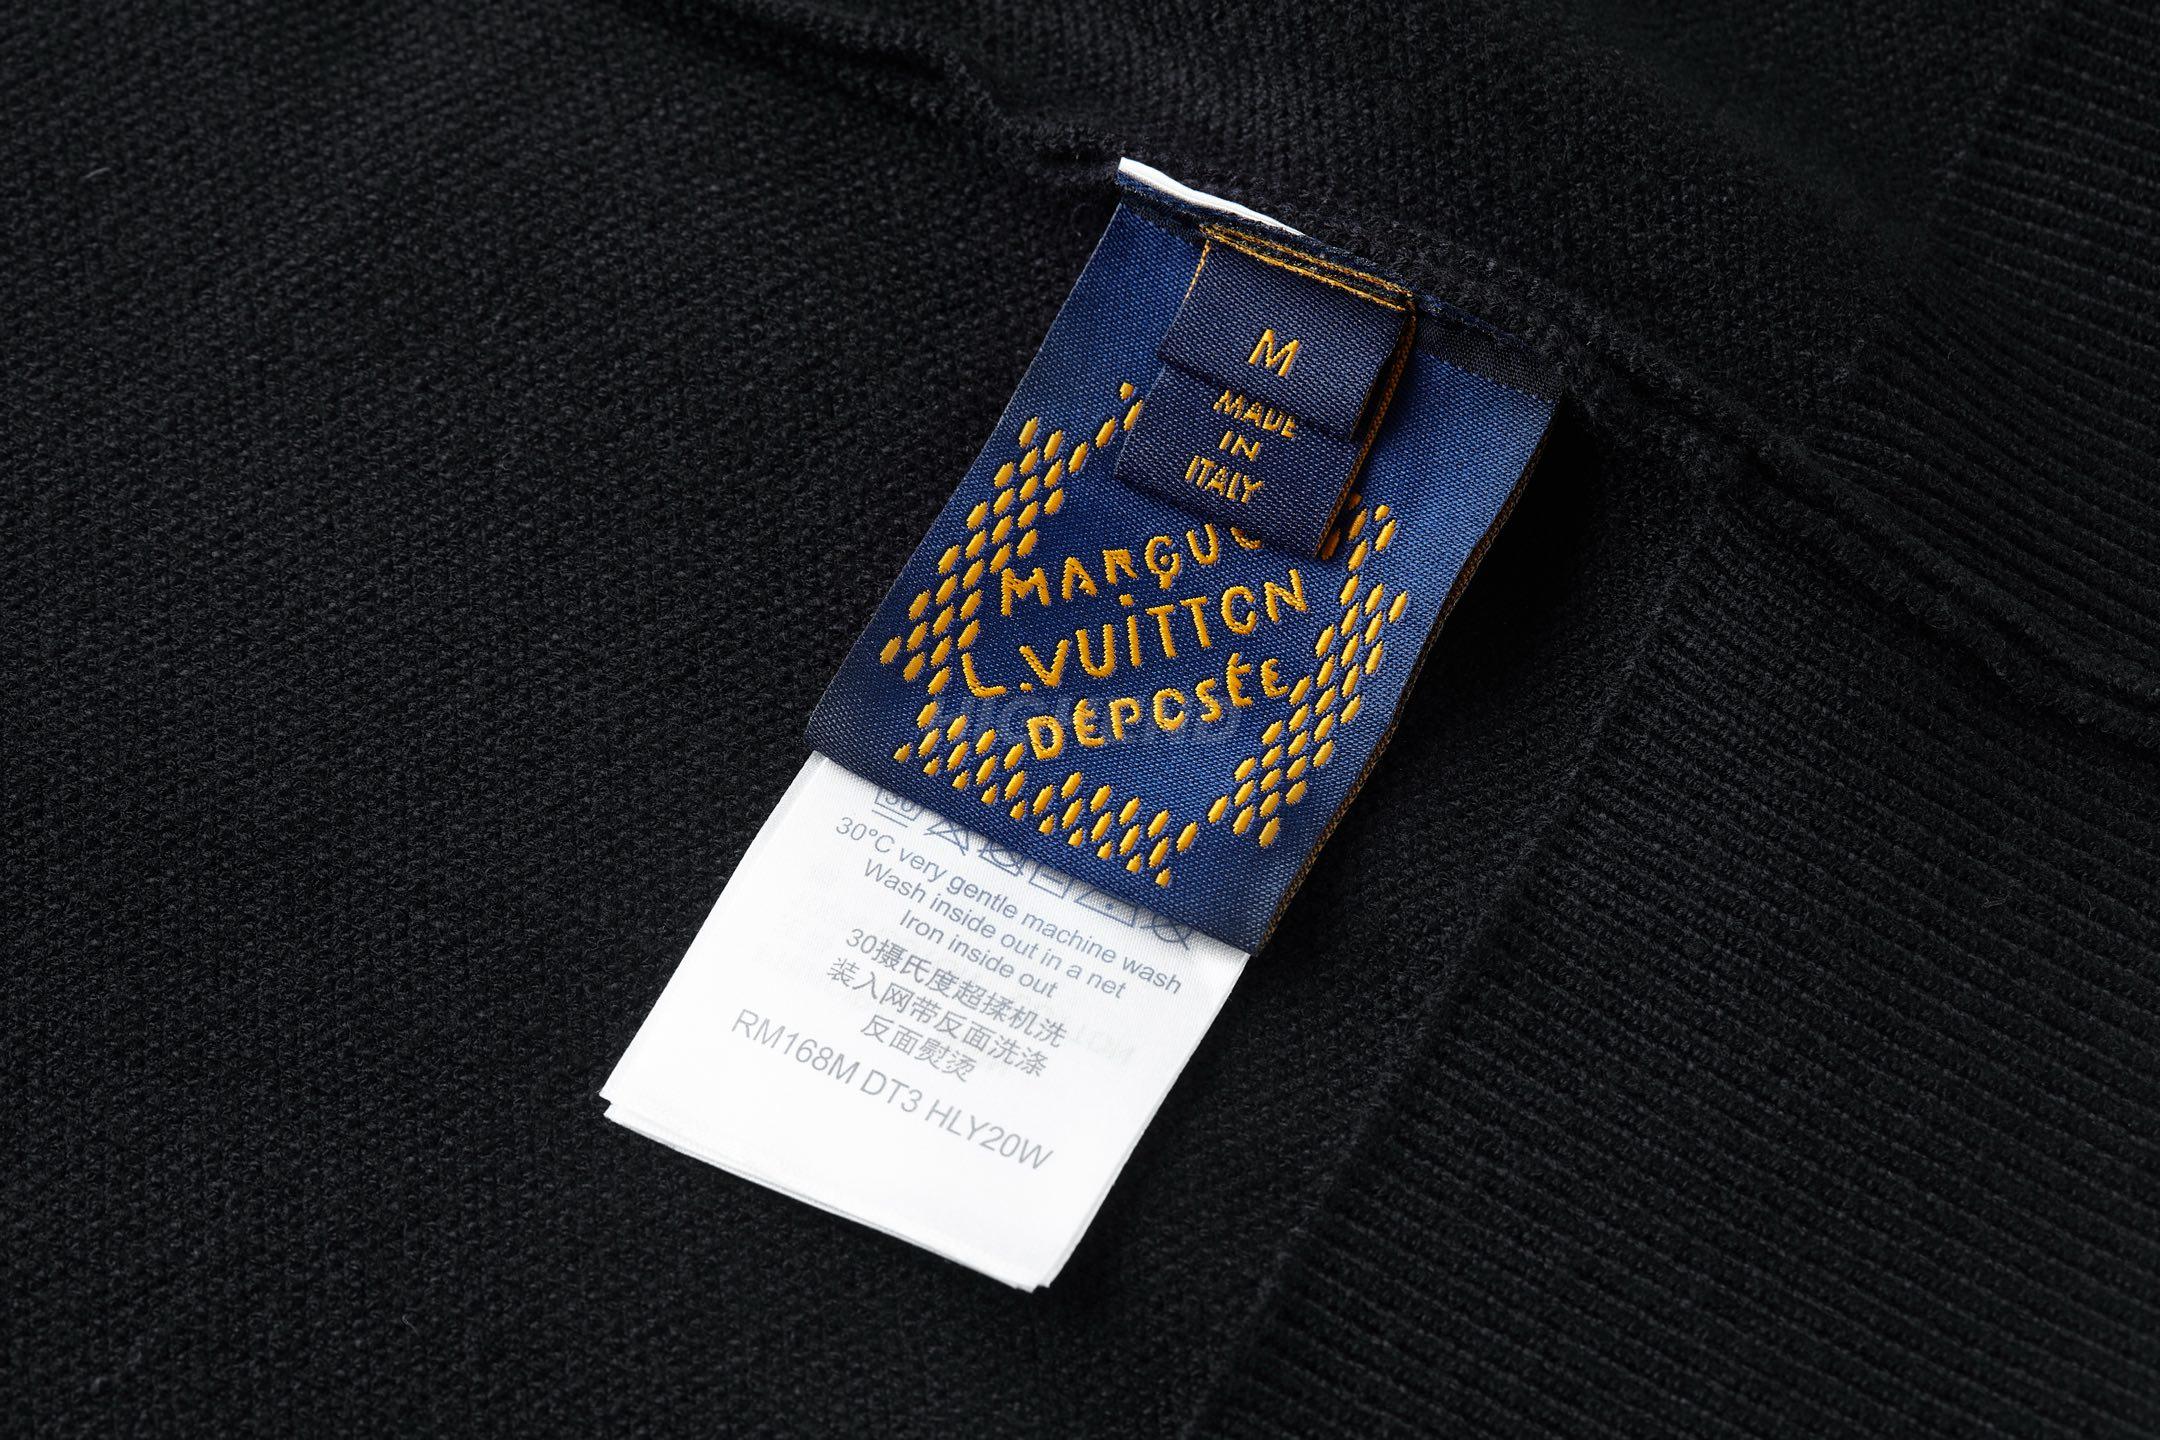 M
MADE
IN
ITALY
MARQUE
L.VUITTON
DÉPOSÉE
30
30°C very gentle machine wash
Wash inside out in a net
Iron inside out
30摄氏度超揉机洗
装入网带反面洗涤
反面熨烫
RM168M DT3 HLY20W